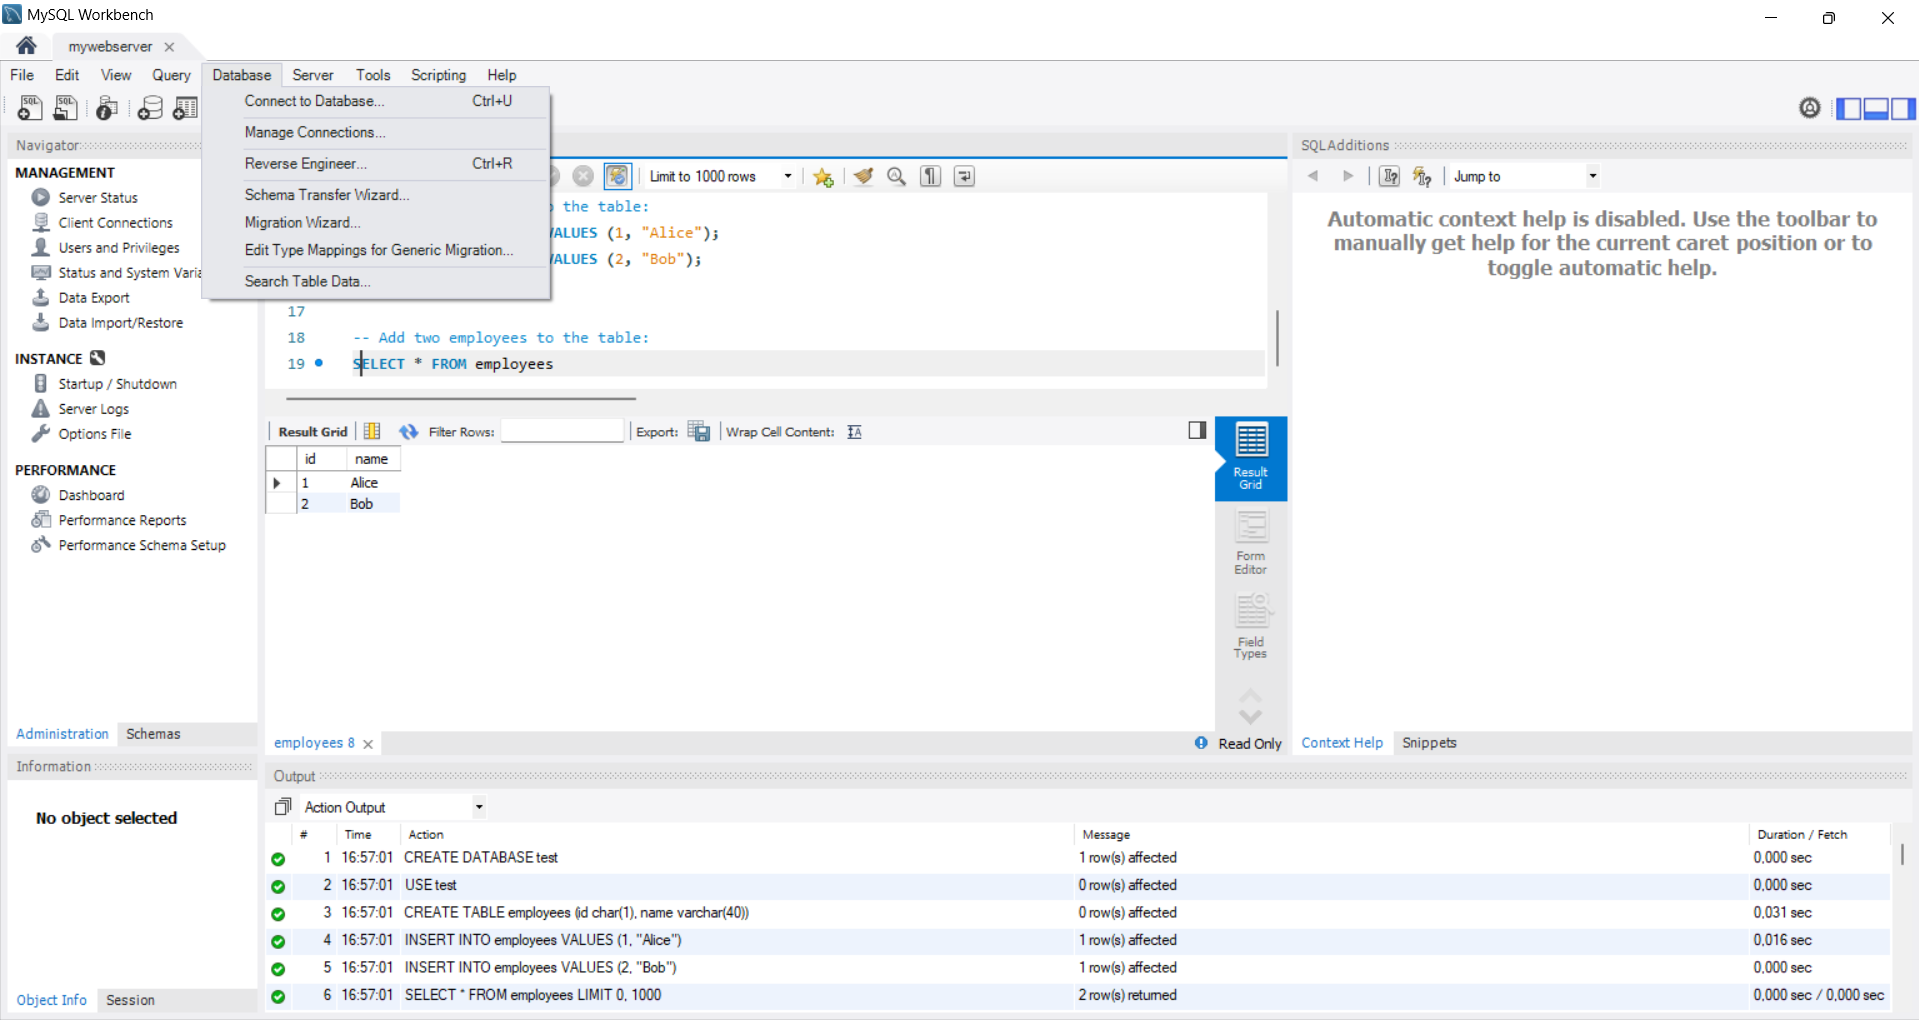 MySQL Workbench
mywebserver
File Edit View Query Database Server Tools Scripting Help
Connect to Database... Ctrl+U
Manage Connections...
Reverse Engineer... Ctrl+R
Schema Transfer Wizard...
Migration Wizard...
Edit Type Mappings for Generic Migration...
Search Table Data...
Navigator
MANAGEMENT
Server Status
Client Connections
Users and Privileges
Status and System Varia
Data Export
Data Import/Restore
INSTANCE
Startup / Shutdown
Server Logs
Options File
PERFORMANCE
Dashboard
Performance Reports
Performance Schema Setup
Administration Schemas
Information
No object selected
Object Info Session
Limit to 1000 rows
the table:
VALUES (1, "Alice");
VALUES (2, "Bob");
17
18 -- Add two employees to the table:
19 SELECT * FROM employees
Result Grid Filter Rows: Export: Wrap Cell Content:
id name
1 Alice
2 Bob
Result
Grid
Form
Editor
Field
Types
employees 8 Read Only
SQLAdditions
Jump to
Automatic context help is disabled. Use the toolbar to
manually get help for the current caret position or to
toggle automatic help.
Context Help Snippets
Output
Action Output
# Time Action Message Duration / Fetch
1 16:57:01 CREATE DATABASE test 1 row(s) affected 0,000 sec
2 16:57:01 USE test 0 row(s) affected 0,000 sec
3 16:57:01 CREATE TABLE employees (id char(1), name varchar(40)) 0 row(s) affected 0,031 sec
4 16:57:01 INSERT INTO employees VALUES (1, "Alice") 1 row(s) affected 0,016 sec
5 16:57:01 INSERT INTO employees VALUES (2, "Bob") 1 row(s) affected 0,000 sec
6 16:57:01 SELECT * FROM employees LIMIT 0, 1000 2 row(s) returned 0,000 sec / 0,000 sec